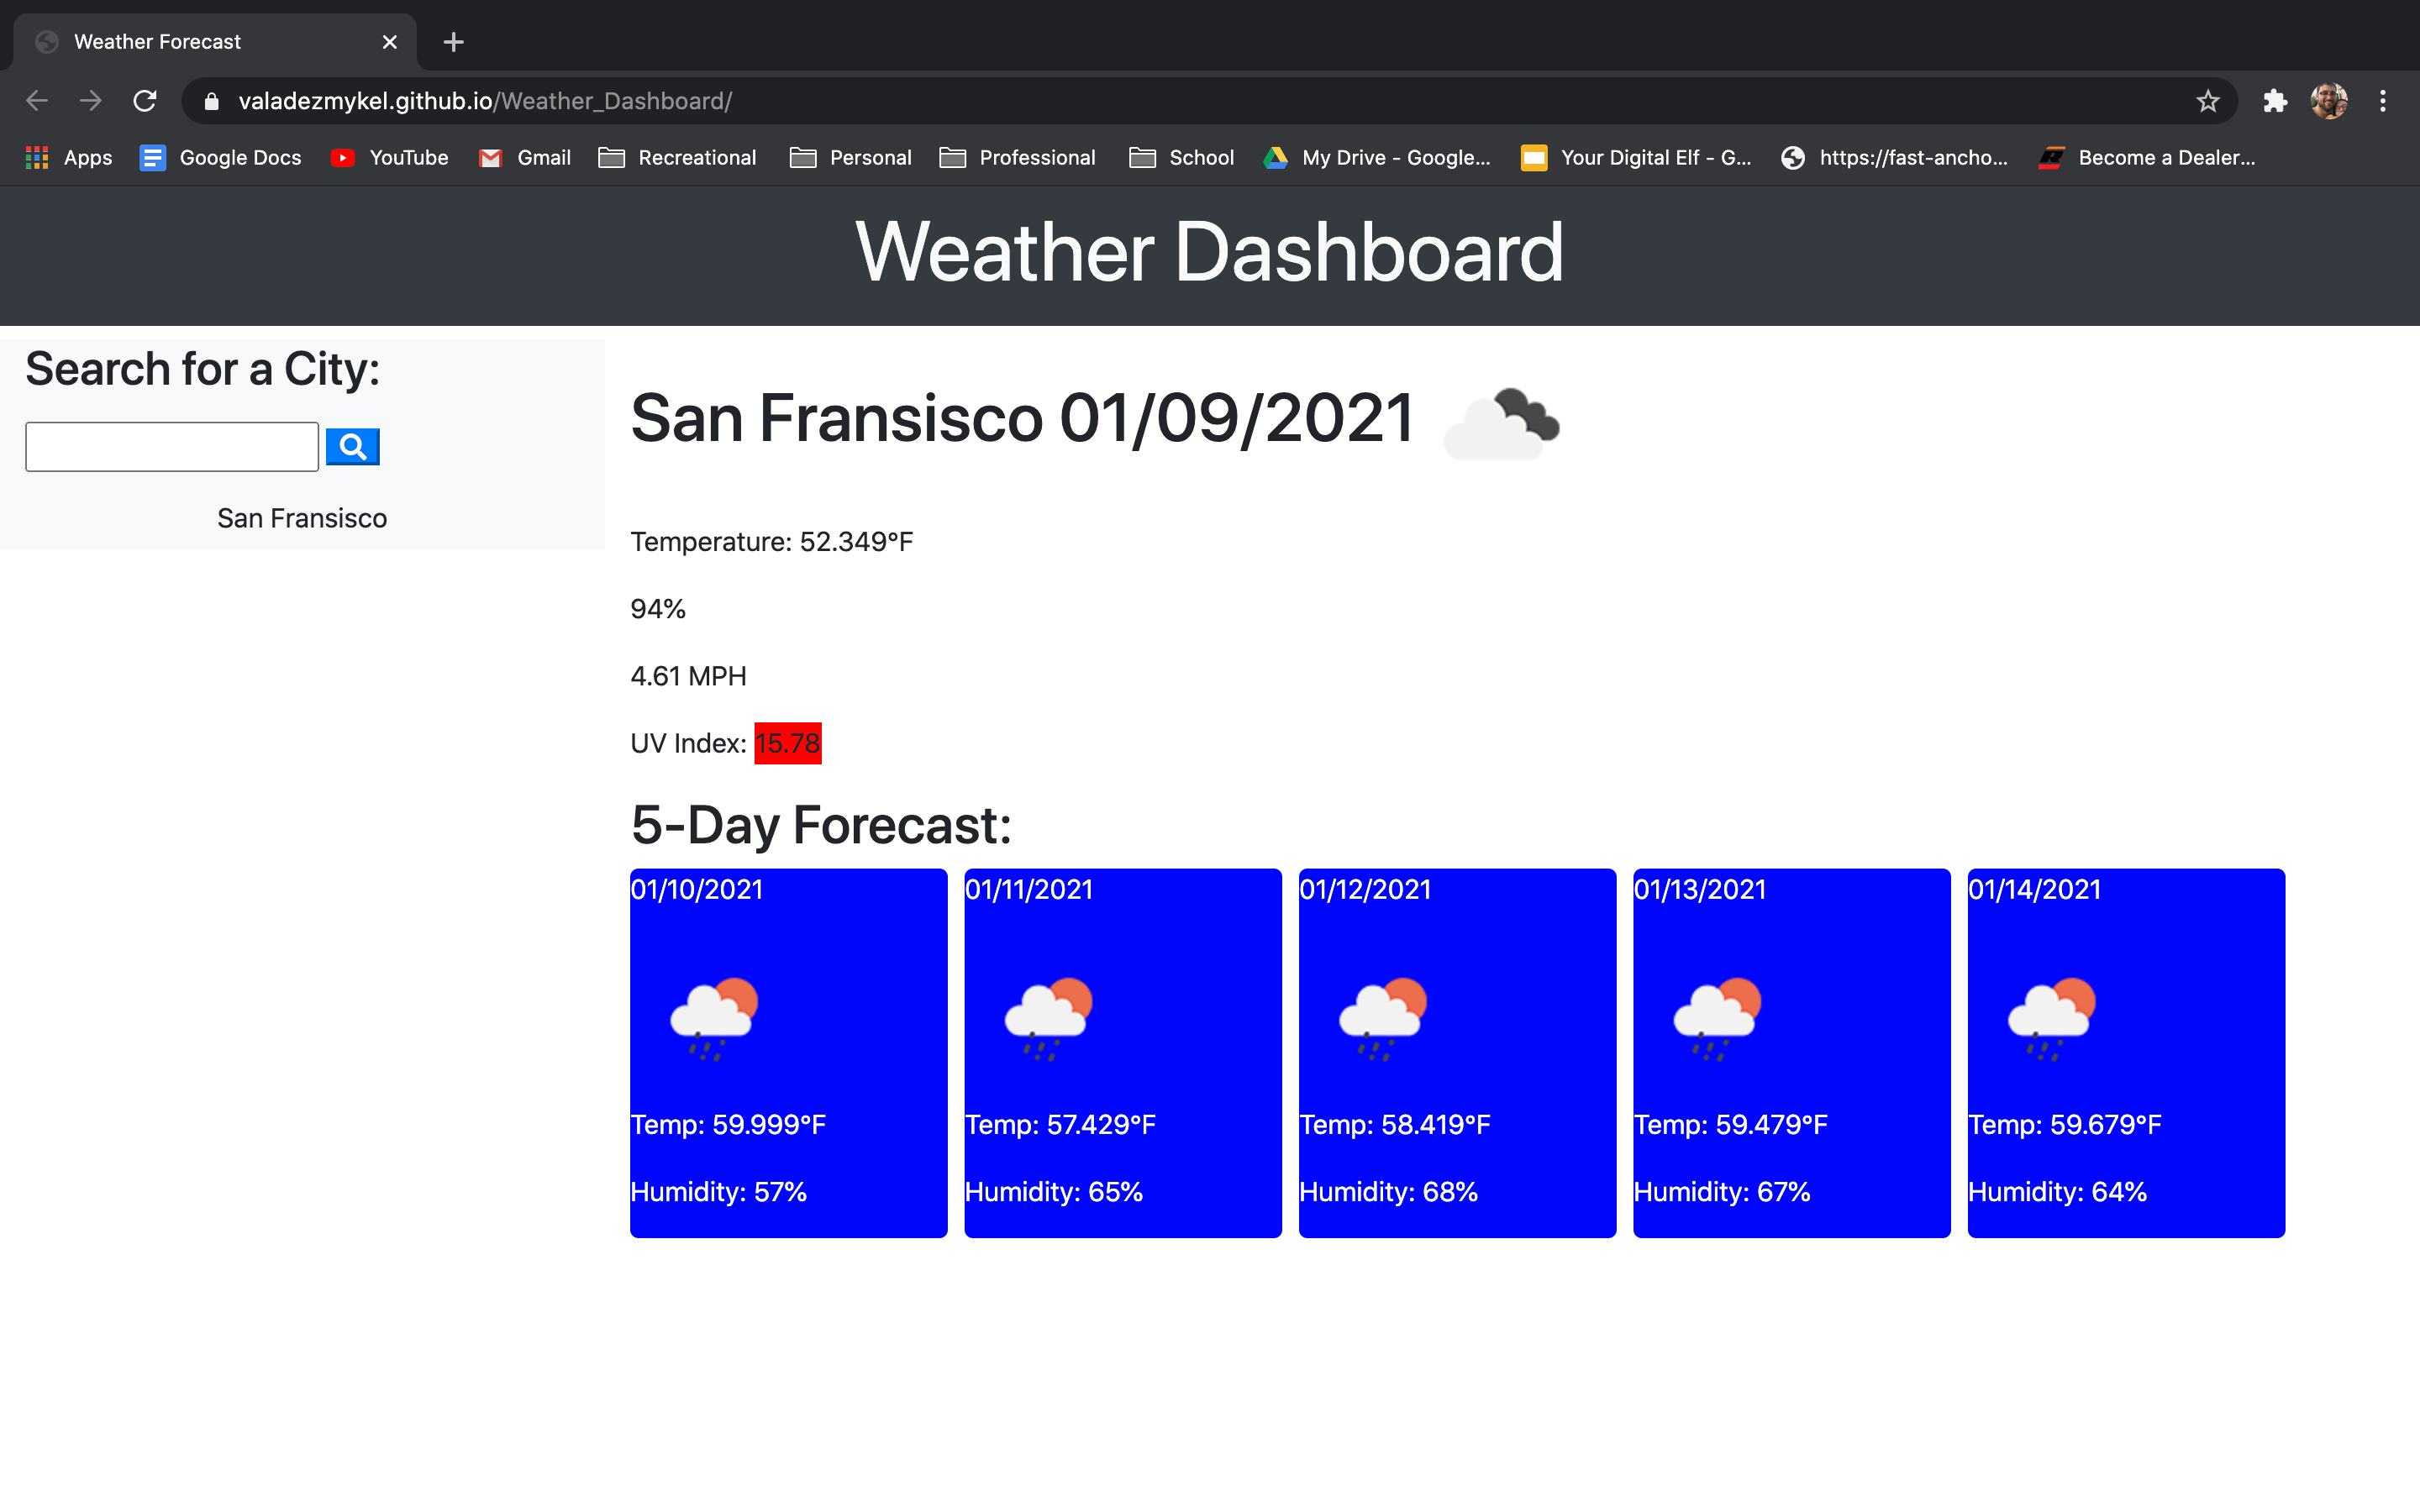 Weather Forecast
valadezmykel.github.io/Weather_Dashboard/
Apps Google Docs YouTube Gmail Recreational Personal Professional School My Drive - Google... Your Digital Elf - G... https://fast-ancho... Become a Dealer...
Weather Dashboard
Search for a City:
San Fransisco
San Fransisco 01/09/2021
Temperature: 52.349°F
94%
4.61 MPH
UV Index: 15.78
5-Day Forecast:
01/10/2021
Temp: 59.999°F
Humidity: 57%
01/11/2021
Temp: 57.429°F
Humidity: 65%
01/12/2021
Temp: 58.419°F
Humidity: 68%
01/13/2021
Temp: 59.479°F
Humidity: 67%
01/14/2021
Temp: 59.679°F
Humidity: 64%